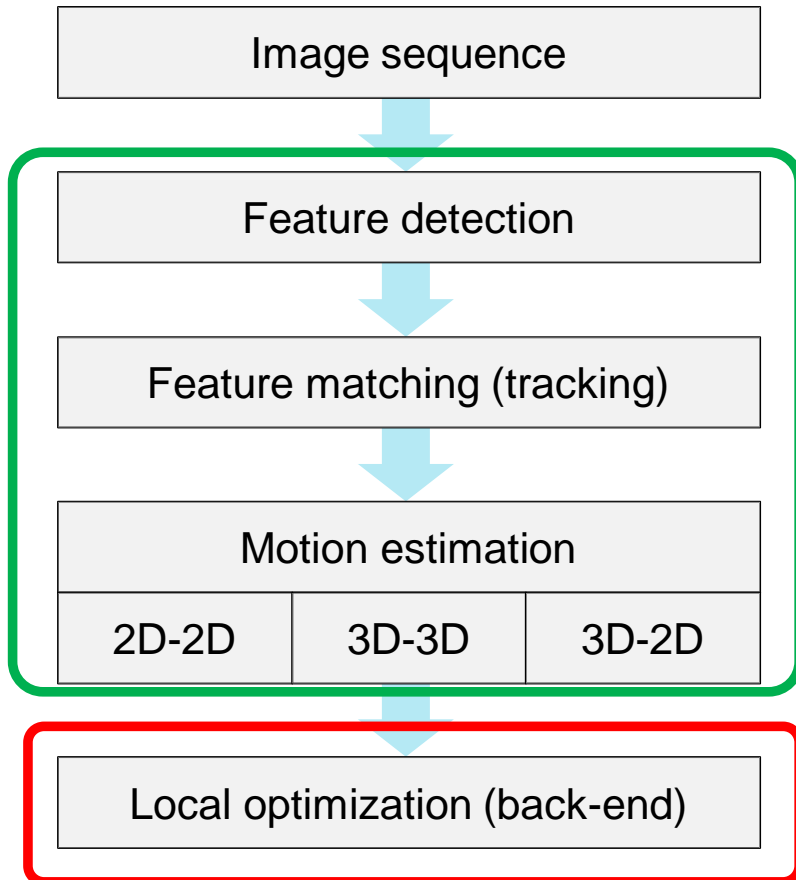 Image sequence
Feature detection
Feature matching (tracking)
Motion estimation
2D-2D 3D-3D 3D-2D
Local optimization (back-end)